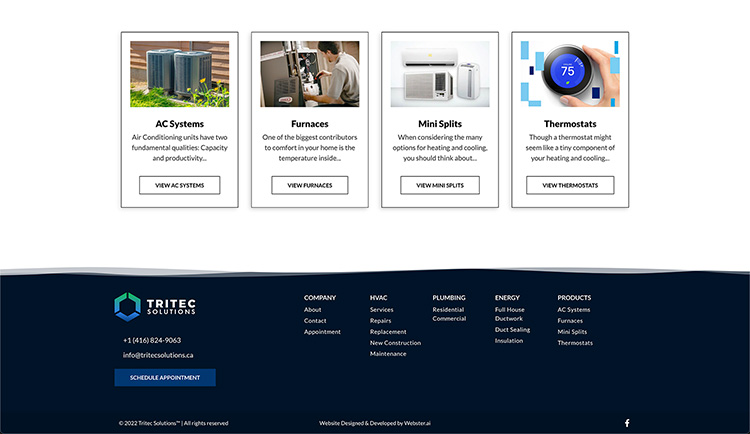 75
AC Systems
Air Conditioning units have two
fundamental qualities: Capacity
and productivity...
VIEW AC SYSTEMS
Furnaces
One of the biggest contributors
to comfort in your home is the
temperature inside...
VIEW FURNACES
Mini Splits
When considering the many
options for heating and cooling,
you should think about...
VIEW MINI SPLITS
Thermostats
Though a thermostat might
seem like a tiny component of
your heating and cooling...
VIEW THERMOSTATS
TRITEC
SOLUTIONS
+1 (416) 824-9063
info@tritecsolutions.ca
SCHEDULE APPOINTMENT
COMPANY
About
Contact
Appointment
HVAC
Services
Repairs
Replacement
New Construction
Maintenance
PLUMBING
Residential
Commercial
ENERGY
Full House
Ductwork
Duct Sealing
Insulation
PRODUCTS
AC Systems
Furnaces
Mini Splits
Thermostats
© 2022 Tritec Solutions™ | All rights reserved
Website Designed & Developed by Webster.ai